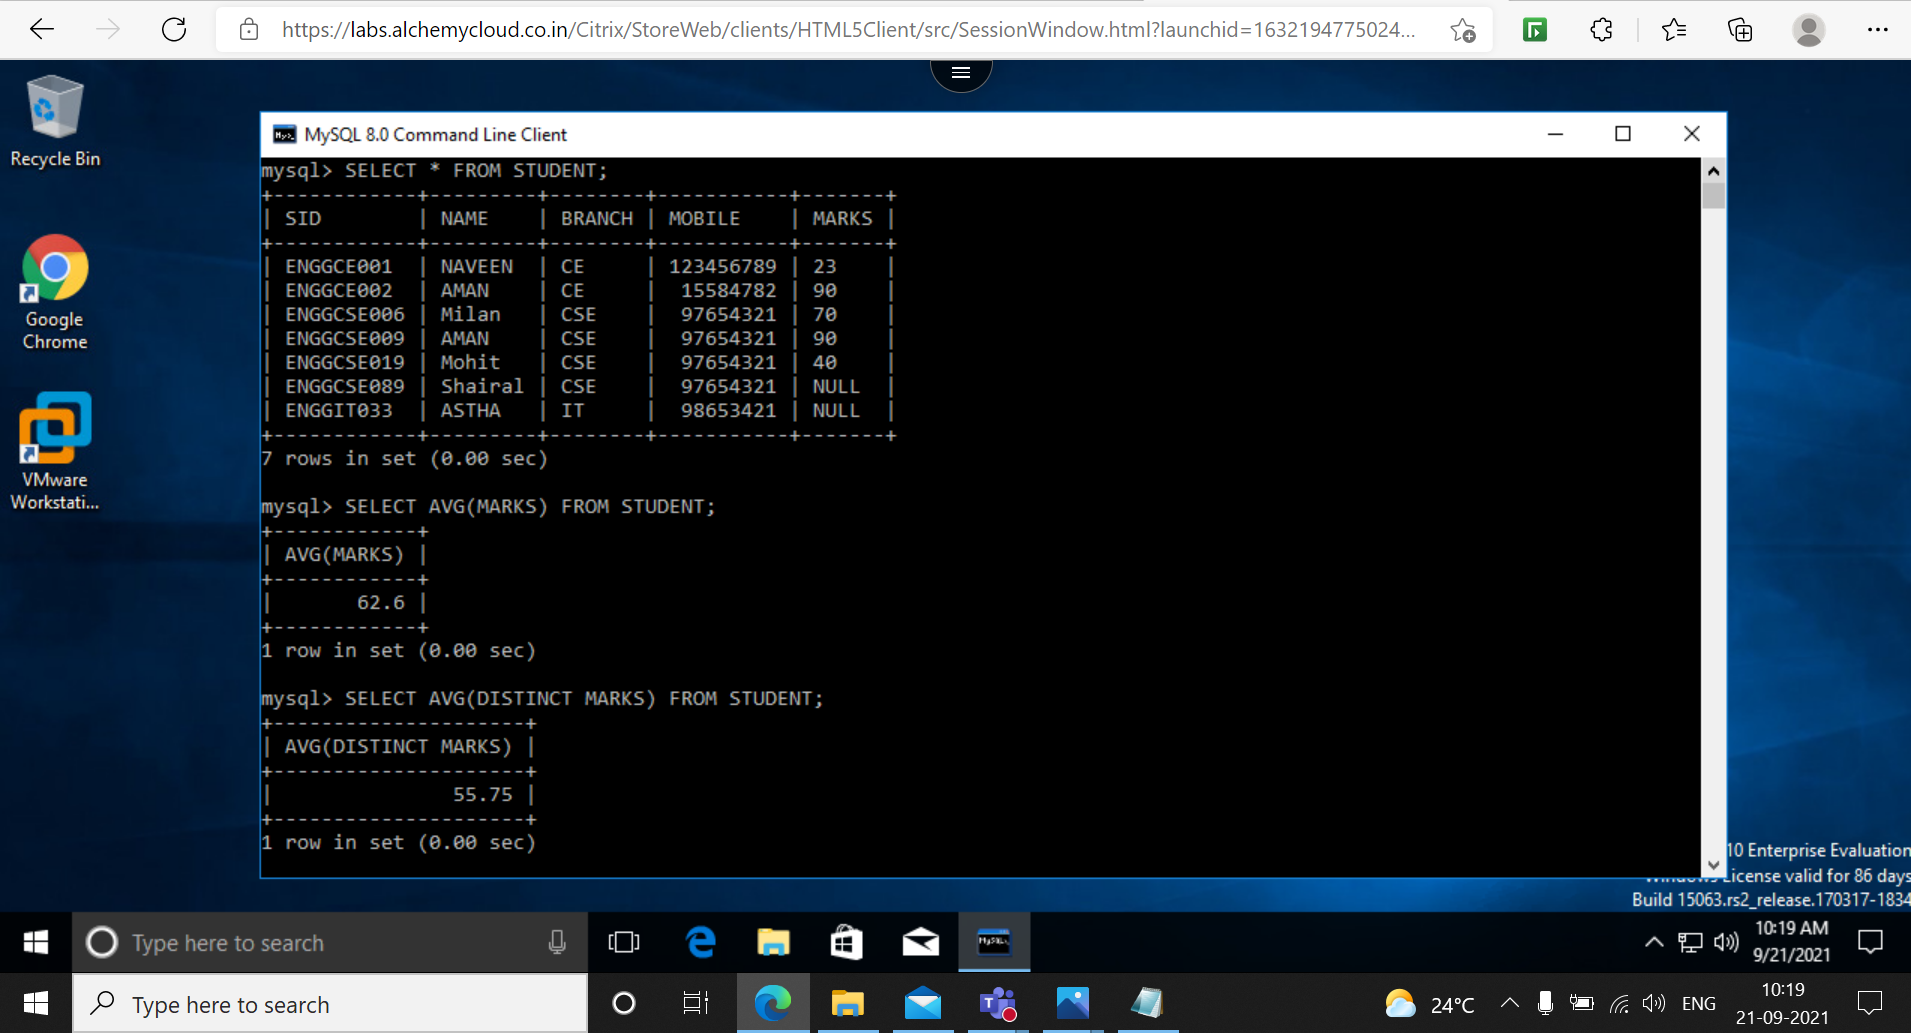 https://labs.alchemycloud.co.in/Citrix/StoreWeb/clients/HTML5Client/src/SessionWindow.html?launchid=1632194775024...
Recycle Bin
Google
Chrome
VMware
Workstati...
MySQL 8.0 Command Line Client
mysql> SELECT * FROM STUDENT;
+------------+---------+--------+-----------+-------+
| SID        | NAME    | BRANCH | MOBILE    | MARKS |
+------------+---------+--------+-----------+-------+
| ENGGCE001  | NAVEEN  | CE     | 123456789 | 23    |
| ENGGCE002  | AMAN    | CE     |  15584782 | 90    |
| ENGGCSE006 | Milan   | CSE    |  97654321 | 70    |
| ENGGCSE009 | AMAN    | CSE    |  97654321 | 90    |
| ENGGCSE019 | Mohit   | CSE    |  97654321 | 40    |
| ENGGCSE089 | Shairal | CSE    |  97654321 | NULL  |
| ENGGIT033  | ASTHA   | IT     |  98653421 | NULL  |
+------------+---------+--------+-----------+-------+
7 rows in set (0.00 sec)
mysql> SELECT AVG(MARKS) FROM STUDENT;
+------------+
| AVG(MARKS) |
+------------+
|       62.6 |
+------------+
1 row in set (0.00 sec)
mysql> SELECT AVG(DISTINCT MARKS) FROM STUDENT;
+---------------------+
| AVG(DISTINCT MARKS) |
+---------------------+
|               55.75 |
+---------------------+
1 row in set (0.00 sec)
10 Enterprise Evaluation
Windows License valid for 86 days
Build 15063.rs2_release.170317-1834
Type here to search
10:19 AM
9/21/2021
Type here to search
24°C
ENG
10:19
21-09-2021